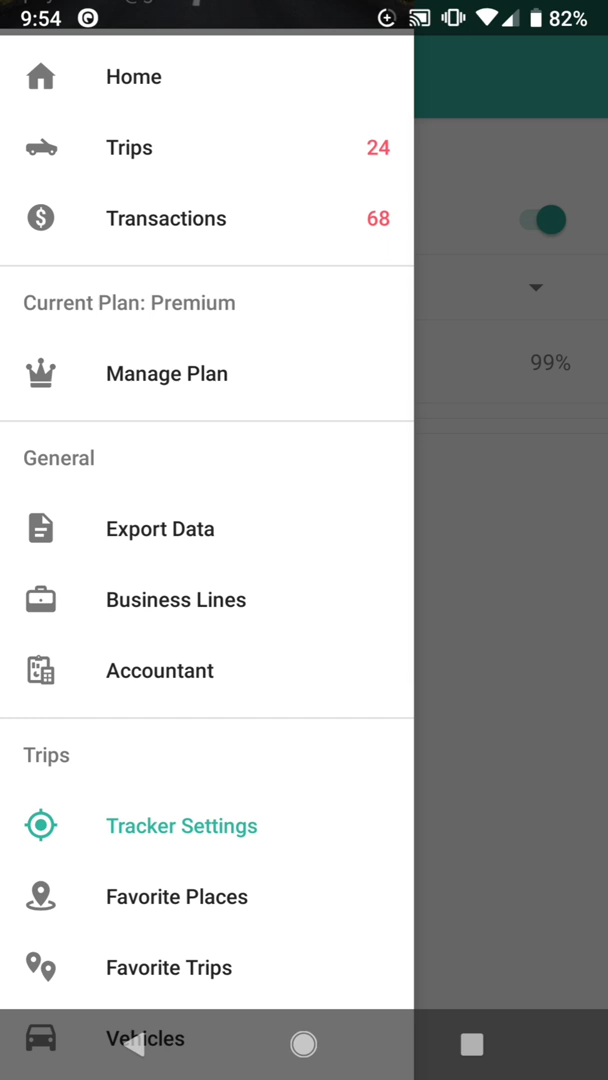 9:54 82%
Home
Trips 24
Transactions 68
Current Plan: Premium
Manage Plan
99%
General
Export Data
Business Lines
Accountant
Trips
Tracker Settings
Favorite Places
Favorite Trips
Vehicles